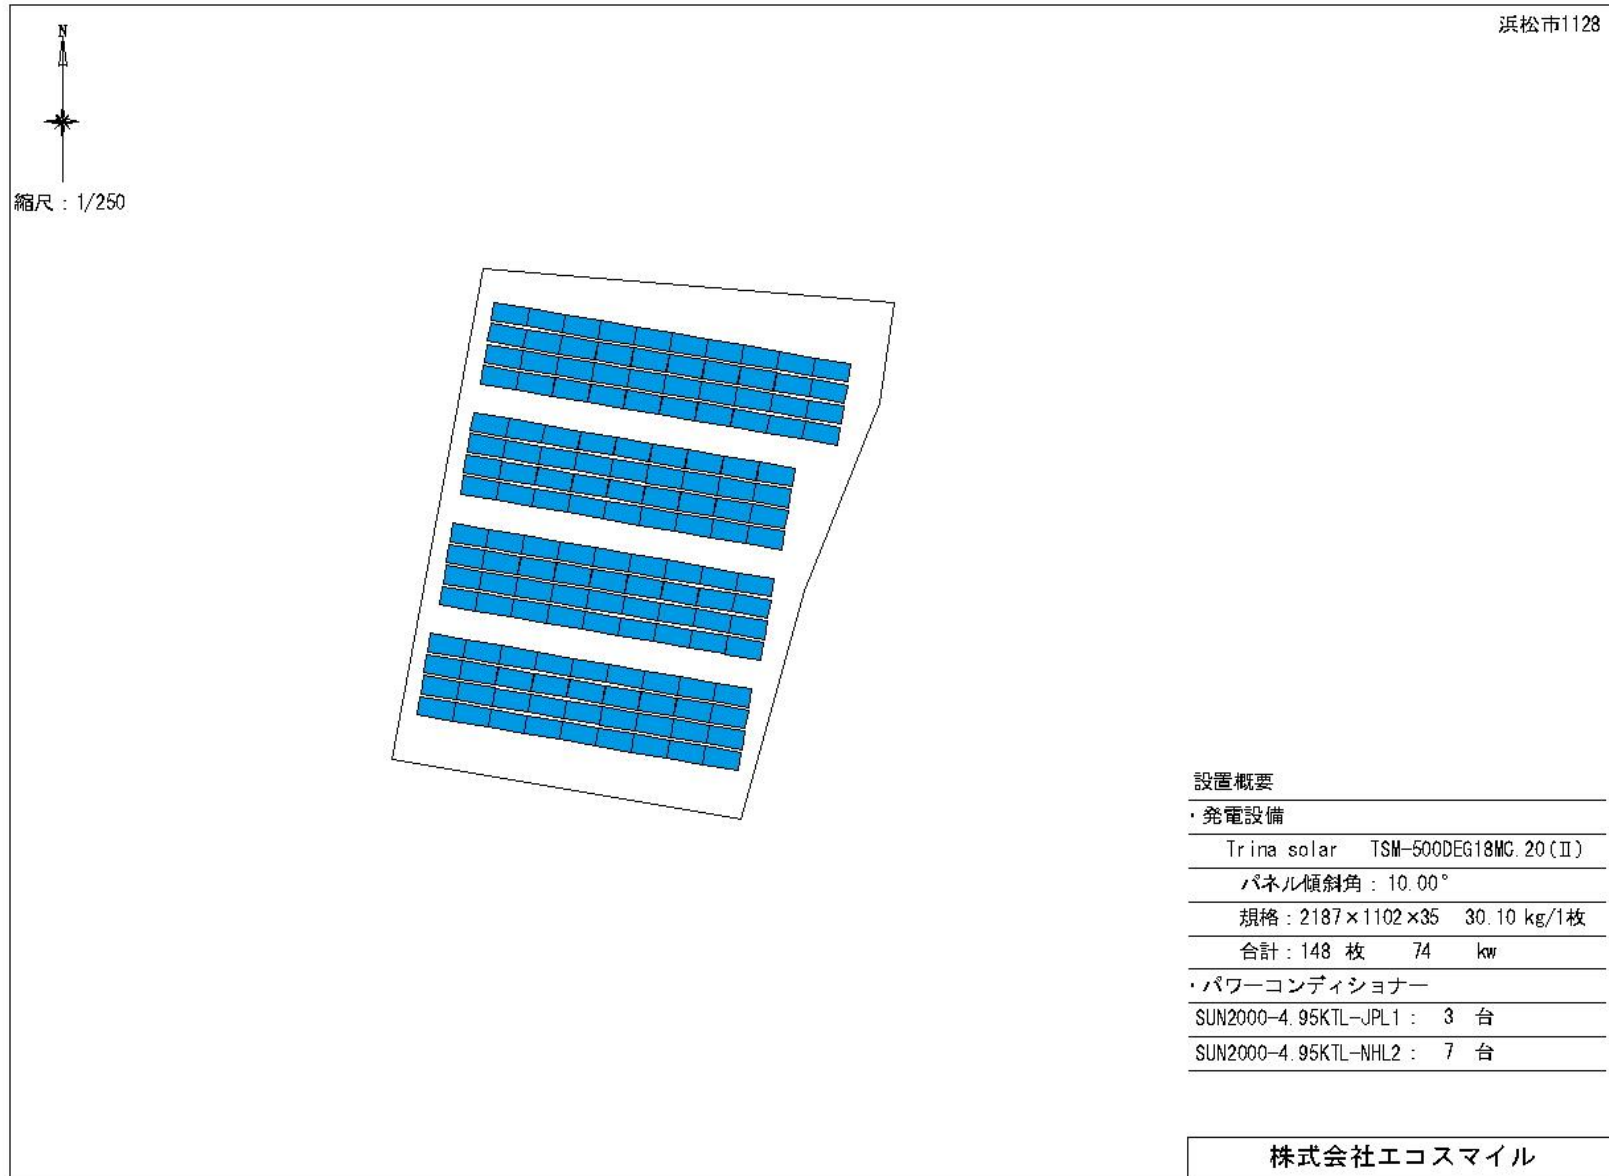 浜松市1128
N
縮尺：1/250
設置概要
・発電設備
Trina solar TSM-500DEG18MC.20(Ⅱ)
パネル傾斜角：10.00°
規格：2187×1102×35 30.10 kg/1枚
合計：148 枚 74 kw
・パワーコンディショナー
SUN2000-4.95KTL-JPL1： 3 台
SUN2000-4.95KTL-NHL2： 7 台
株式会社エコスマイル